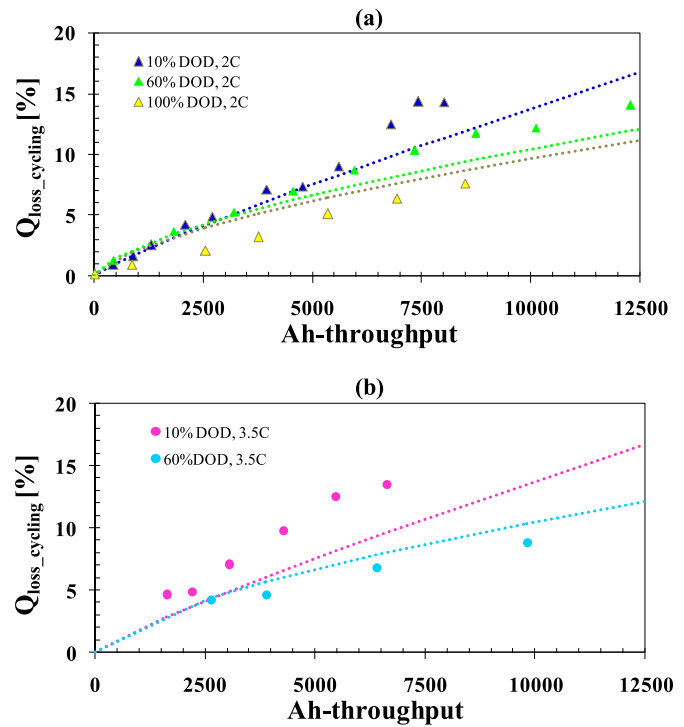 (a)
20
15
10
5
0
Q_loss_cycling [%]
10% DOD, 2C
60% DOD, 2C
100% DOD, 2C
0 2500 5000 7500 10000 12500
Ah-throughput
(b)
20
15
10
5
0
Q_loss_cycling [%]
10% DOD, 3.5C
60%DOD, 3.5C
0 2500 5000 7500 10000 12500
Ah-throughput